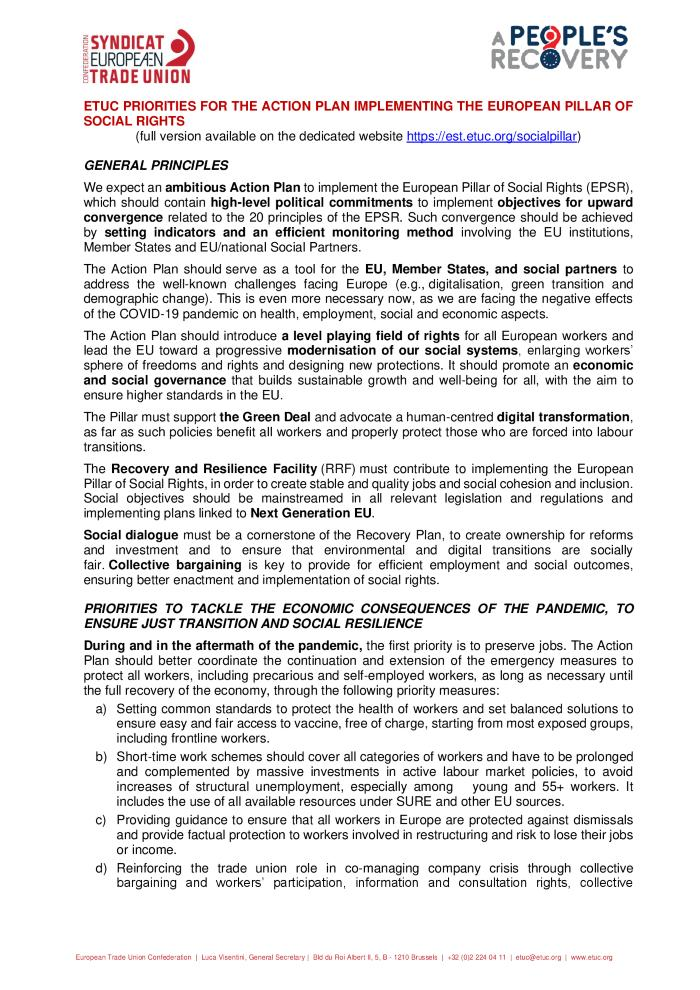 CONFEDERATION
SYNDICAT
EUROPEAN
TRADE UNION
A PEOPLE'S
RECOVERY
ETUC PRIORITIES FOR THE ACTION PLAN IMPLEMENTING THE EUROPEAN PILLAR OF
SOCIAL RIGHTS
(full version available on the dedicated website https://est.etuc.org/socialpillar)
GENERAL PRINCIPLES
We expect an ambitious Action Plan to implement the European Pillar of Social Rights (EPSR),
which should contain high-level political commitments to implement objectives for upward
convergence related to the 20 principles of the EPSR. Such convergence should be achieved
by setting indicators and an efficient monitoring method involving the EU institutions,
Member States and EU/national Social Partners.
The Action Plan should serve as a tool for the EU, Member States, and social partners to
address the well-known challenges facing Europe (e.g., digitalisation, green transition and
demographic change). This is even more necessary now, as we are facing the negative effects
of the COVID-19 pandemic on health, employment, social and economic aspects.
The Action Plan should introduce a level playing field of rights for all European workers and
lead the EU toward a progressive modernisation of our social systems, enlarging workers'
sphere of freedoms and rights and designing new protections. It should promote an economic
and social governance that builds sustainable growth and well-being for all, with the aim to
ensure higher standards in the EU.
The Pillar must support the Green Deal and advocate a human-centred digital transformation,
as far as such policies benefit all workers and properly protect those who are forced into labour
transitions.
The Recovery and Resilience Facility (RRF) must contribute to implementing the European
Pillar of Social Rights, in order to create stable and quality jobs and social cohesion and inclusion.
Social objectives should be mainstreamed in all relevant legislation and regulations and
implementing plans linked to Next Generation EU.
Social dialogue must be a cornerstone of the Recovery Plan, to create ownership for reforms
and investment and to ensure that environmental and digital transitions are socially
fair. Collective bargaining is key to provide for efficient employment and social outcomes,
ensuring better enactment and implementation of social rights.
PRIORITIES TO TACKLE THE ECONOMIC CONSEQUENCES OF THE PANDEMIC, TO
ENSURE JUST TRANSITION AND SOCIAL RESILIENCE
During and in the aftermath of the pandemic, the first priority is to preserve jobs. The Action
Plan should better coordinate the continuation and extension of the emergency measures to
protect all workers, including precarious and self-employed workers, as long as necessary until
the full recovery of the economy, through the following priority measures:
a) Setting common standards to protect the health of workers and set balanced solutions to
ensure easy and fair access to vaccine, free of charge, starting from most exposed groups,
including frontline workers.
b) Short-time work schemes should cover all categories of workers and have to be prolonged
and complemented by massive investments in active labour market policies, to avoid
increases of structural unemployment, especially among young and 55+ workers. It
includes the use of all available resources under SURE and other EU sources.
c) Providing guidance to ensure that all workers in Europe are protected against dismissals
and provide factual protection to workers involved in restructuring and risk to lose their jobs
or income.
d) Reinforcing the trade union role in co-managing company crisis through collective
bargaining and workers' participation, information and consultation rights, collective
European Trade Union Confederation | Luca Visentini, General Secretary | Bld du Roi Albert II, 5, B - 1210 Brussels | +32 (0)2 224 04 11 | etuc@etuc.org | www.etuc.org